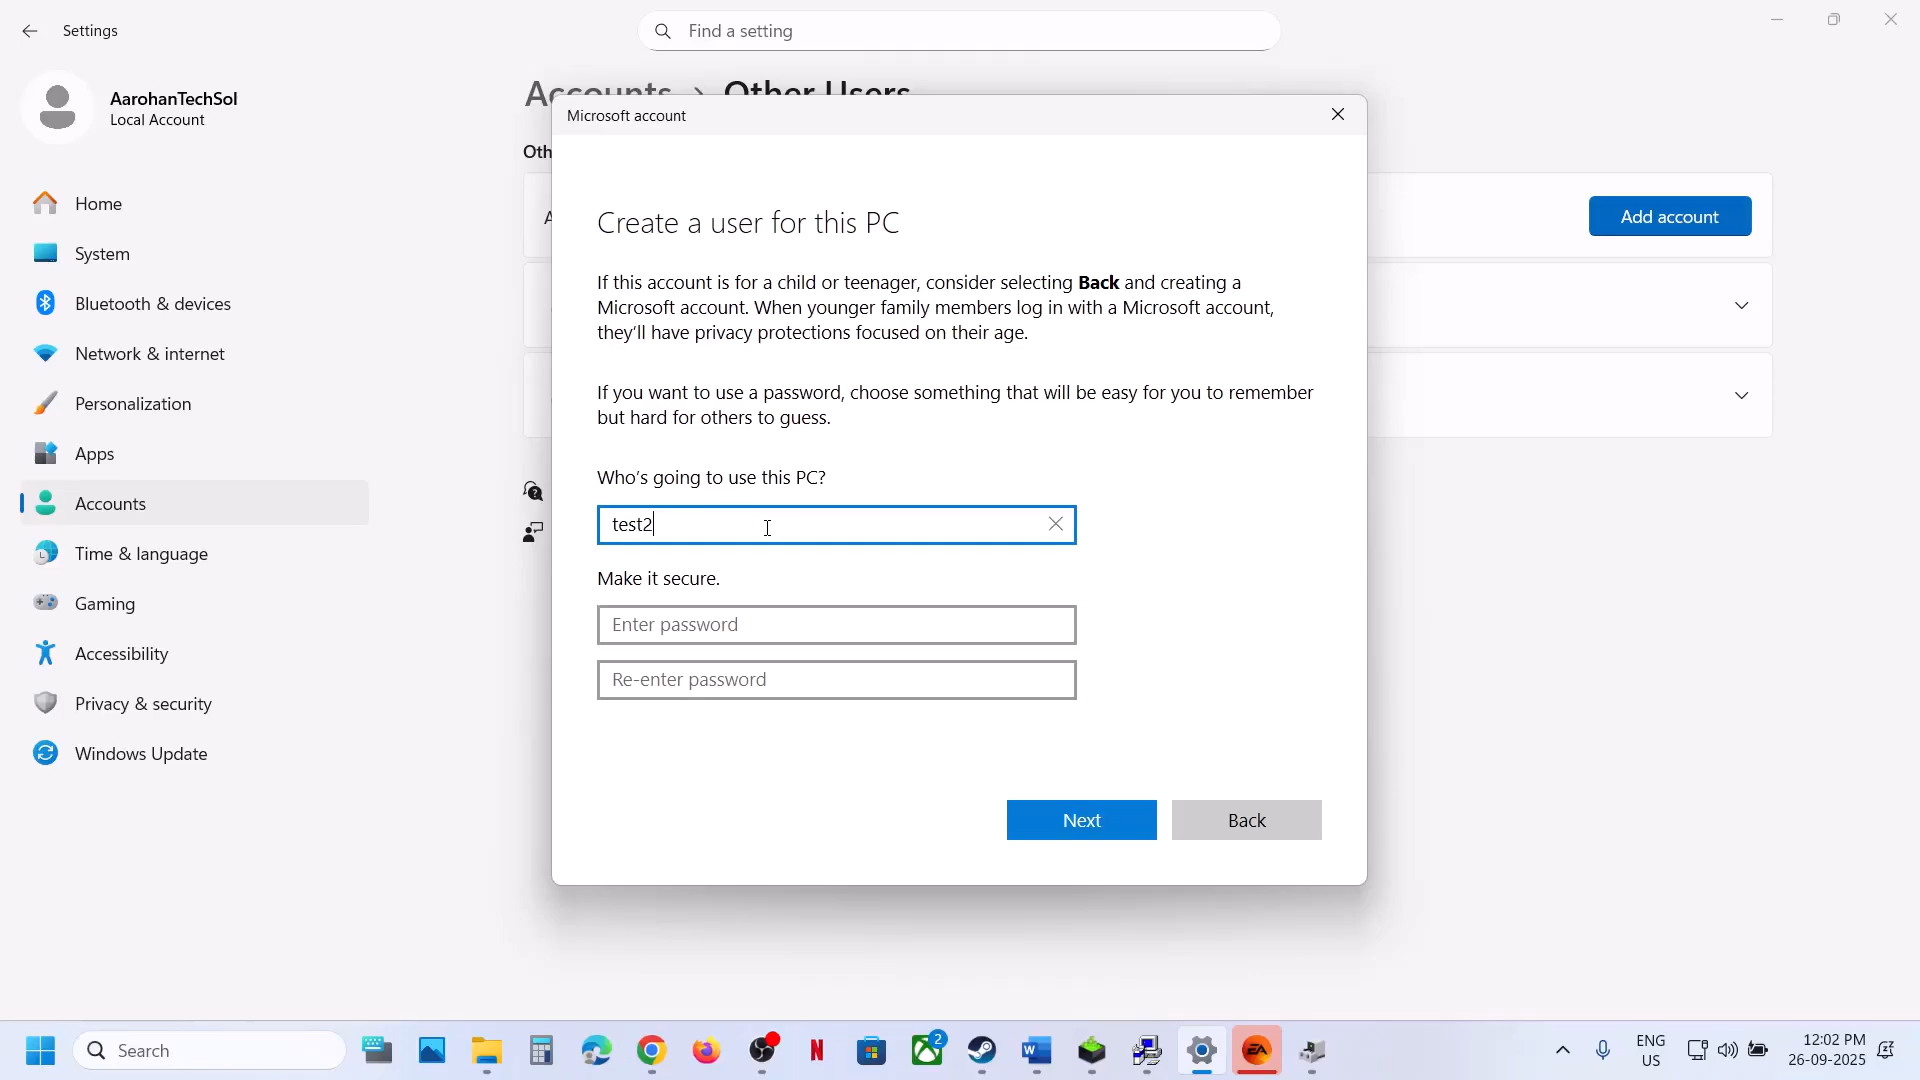 Settings
Find a setting
AarohanTechSol
Local Account
Home
System
Bluetooth & devices
Network & internet
Personalization
Apps
Accounts
Time & language
Gaming
Accessibility
Privacy & security
Windows Update
Accounts > Other Users
Oth
A
Add account
Microsoft account
Create a user for this PC
If this account is for a child or teenager, consider selecting Back and creating a
Microsoft account. When younger family members log in with a Microsoft account,
they'll have privacy protections focused on their age.
If you want to use a password, choose something that will be easy for you to remember
but hard for others to guess.
Who's going to use this PC?
test2
Make it secure.
Enter password
Re-enter password
Next
Back
Search
2
ENG
US
12:02 PM
26-09-2025